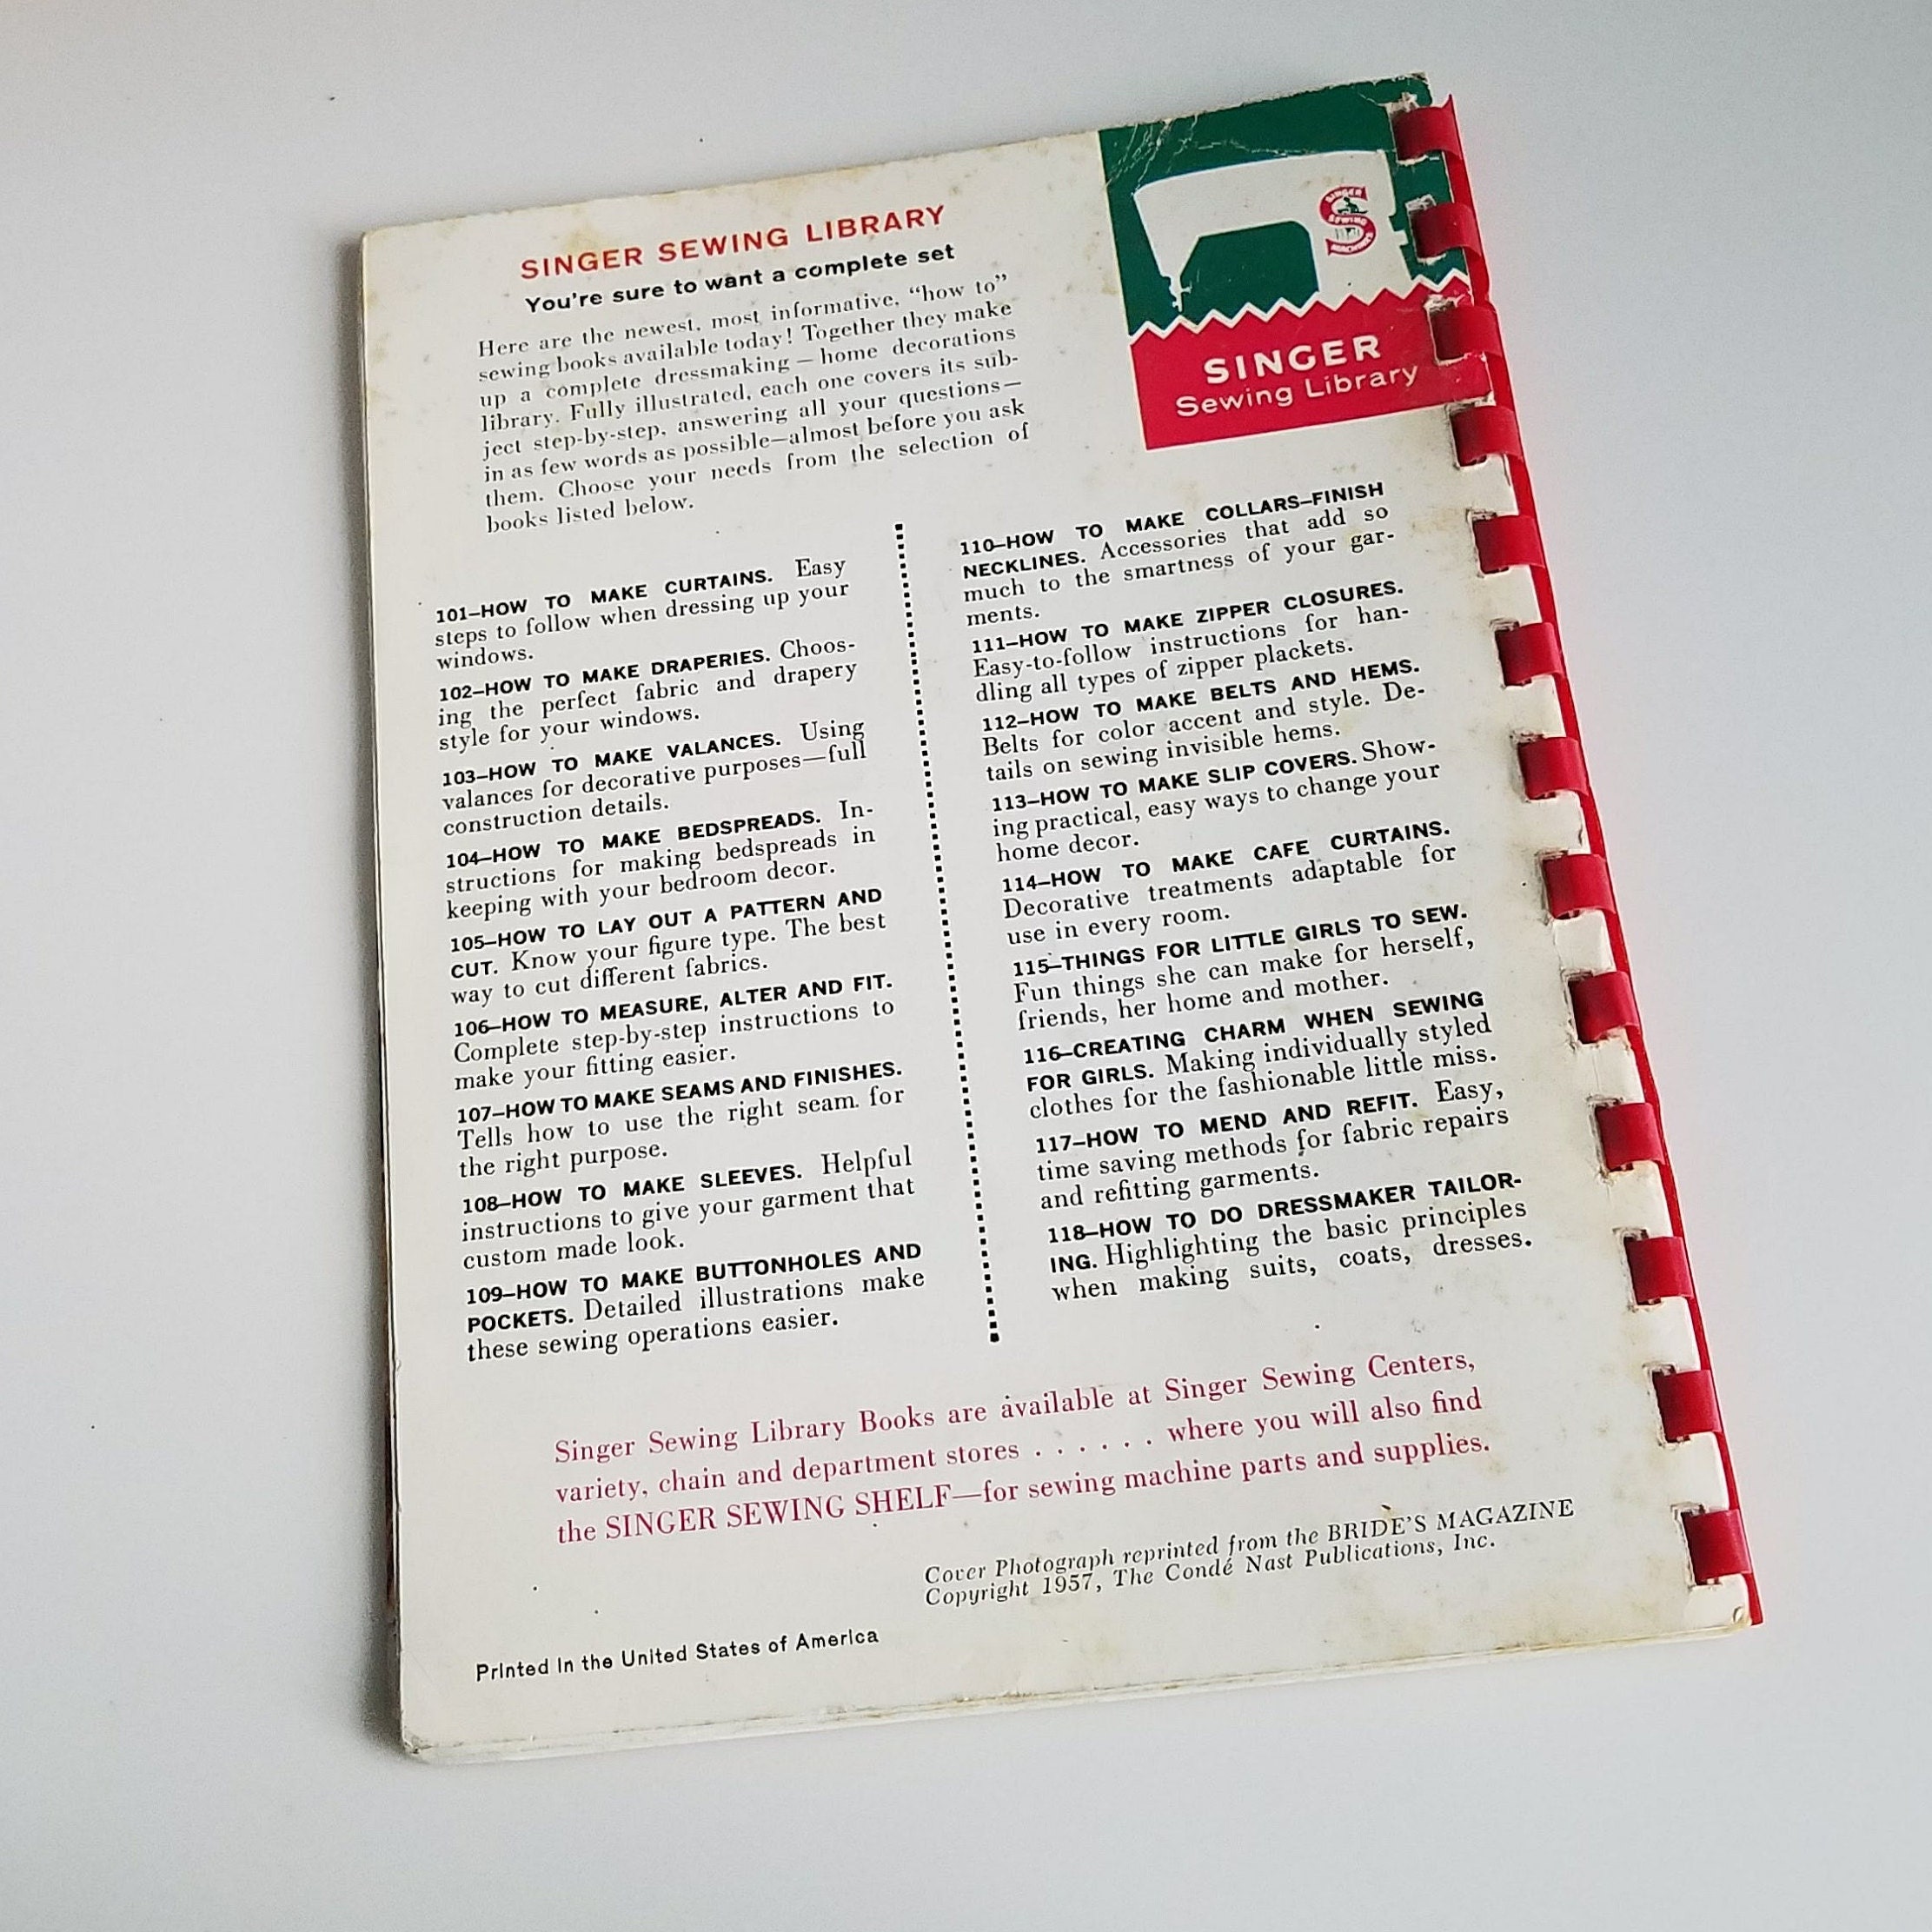 SINGER SEWING LIBRARY
You're sure to want a complete set
Here are the newest, most informative, “how to”
sewing books available today! Together they make
up a complete dressmaking — home decorations
library. Fully illustrated, each one covers its sub-
ject step-by-step, answering all your questions—
in as few words as possible—almost before you ask
them. Choose your needs from the selection of
books listed below.
SINGER
SEWING
MACHINES
SINGER
Sewing Library
101–HOW TO MAKE CURTAINS. Easy
steps to follow when dressing up your
windows.
102–HOW TO MAKE DRAPERIES. Choos-
ing the perfect fabric and drapery
style for your windows.
103–HOW TO MAKE VALANCES. Using
valances for decorative purposes—full
construction details.
104–HOW TO MAKE BEDSPREADS. In-
structions for making bedspreads in
keeping with your bedroom decor.
105–HOW TO LAY OUT A PATTERN AND
CUT. Know your figure type. The best
way to cut different fabrics.
106–HOW TO MEASURE, ALTER AND FIT.
Complete step-by-step instructions to
make your fitting easier.
107–HOW TO MAKE SEAMS AND FINISHES.
Tells how to use the right seam for
the right purpose.
108–HOW TO MAKE SLEEVES. Helpful
instructions to give your garment that
custom made look.
109–HOW TO MAKE BUTTONHOLES AND
POCKETS. Detailed illustrations make
these sewing operations easier.
110–HOW TO MAKE COLLARS–FINISH
NECKLINES. Accessories that add so
much to the smartness of your gar-
ments.
111–HOW TO MAKE ZIPPER CLOSURES.
Easy-to-follow instructions for han-
dling all types of zipper plackets.
112–HOW TO MAKE BELTS AND HEMS.
Belts for color accent and style. De-
tails on sewing invisible hems.
113–HOW TO MAKE SLIP COVERS. Show-
ing practical, easy ways to change your
home decor.
114–HOW TO MAKE CAFE CURTAINS.
Decorative treatments adaptable for
use in every room.
115–THINGS FOR LITTLE GIRLS TO SEW.
Fun things she can make for herself,
friends, her home and mother.
116–CREATING CHARM WHEN SEWING
FOR GIRLS. Making individually styled
clothes for the fashionable little miss.
117–HOW TO MEND AND REFIT. Easy,
time saving methods for fabric repairs
and refitting garments.
118–HOW TO DO DRESSMAKER TAILOR-
ING. Highlighting the basic principles
when making suits, coats, dresses.
Singer Sewing Library Books are available at Singer Sewing Centers,
variety, chain and department stores . . . . . . where you will also find
the SINGER SEWING SHELF—for sewing machine parts and supplies.
Cover Photograph reprinted from the BRIDE'S MAGAZINE
Copyright 1957, The Condé Nast Publications, Inc.
Printed in the United States of America